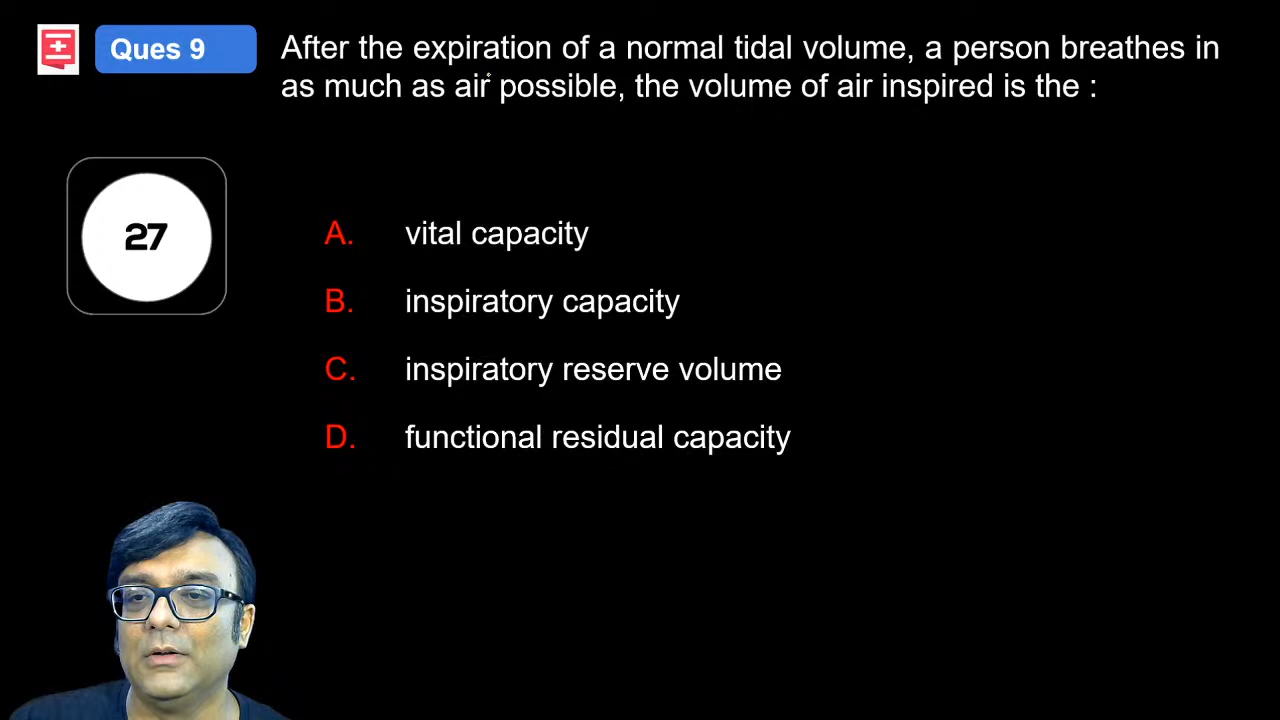 Ques 9
After the expiration of a normal tidal volume, a person breathes in
as much as air possible, the volume of air inspired is the :
27
A. vital capacity
B. inspiratory capacity
C. inspiratory reserve volume
D. functional residual capacity